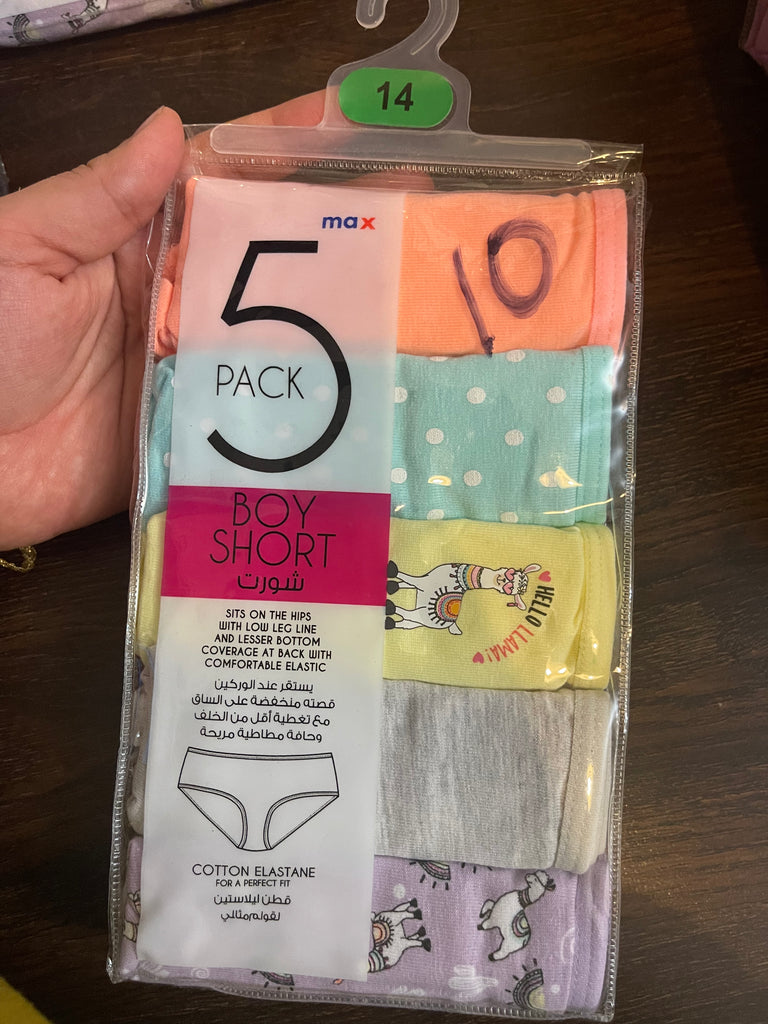 14
max
10
5
PACK
BOY
SHORT
شورت
SITS ON THE HIPS
WITH LOW LEG LINE
AND LESSER BOTTOM
COVERAGE AT BACK WITH
COMFORTABLE ELASTIC
يستقر عند الوركين
قصته منخفضة على الساق
مع تغطية أقل من الخلف
وحافة مطاطية مريحة
HELLO LLAMA!
COTTON ELASTANE
FOR A PERFECT FIT
قطن ليلاستين
لقوام مثالي